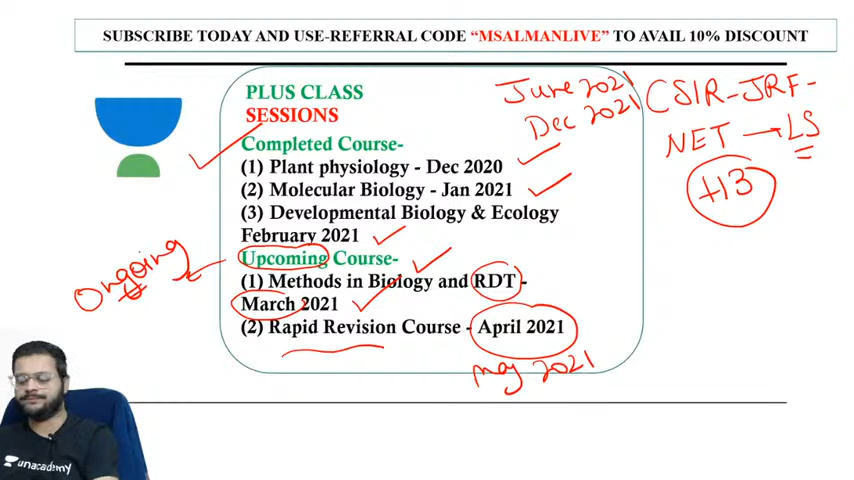 SUBSCRIBE TODAY AND USE-REFERRAL CODE “MSALMANLIVE” TO AVAIL 10% DISCOUNT
PLUS CLASS
SESSIONS
Completed Course-
(1) Plant physiology - Dec 2020
(2) Molecular Biology - Jan 2021
(3) Developmental Biology & Ecology
February 2021
Upcoming Course-
(1) Methods in Biology and RDT -
March 2021
(2) Rapid Revision Course - April 2021
may 2021
June 2021
Dec 2021
CSIR-JRF-
NET → LS
+13
Ongoing
unacademy